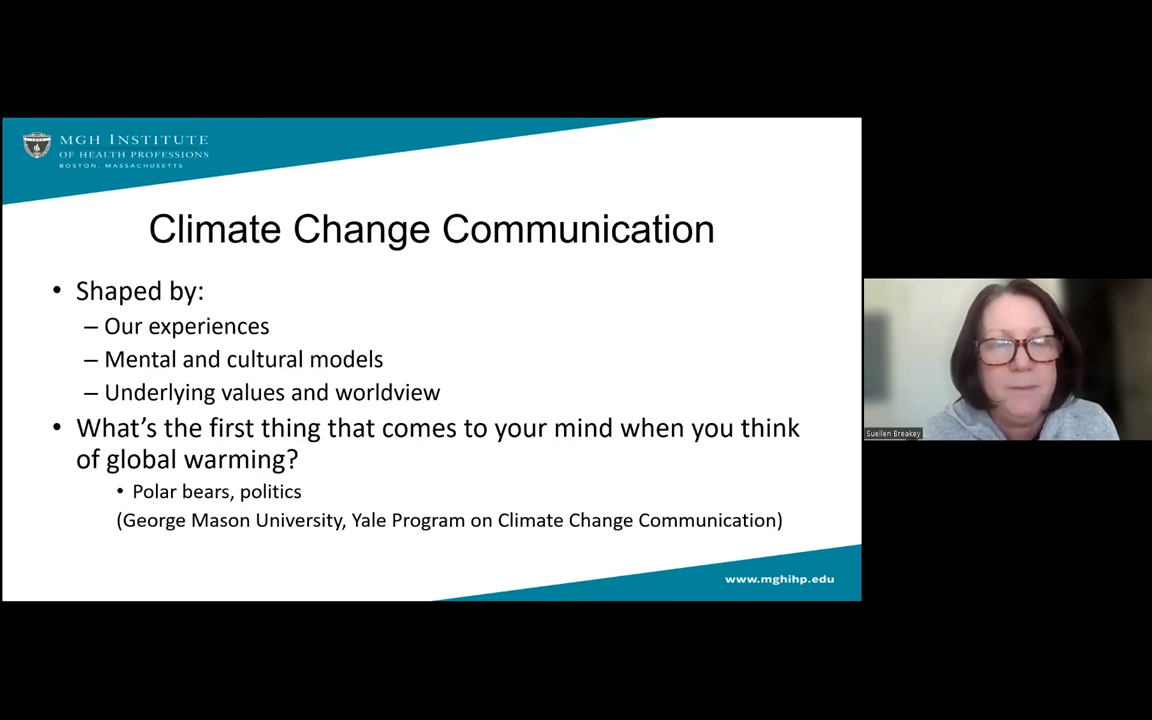 MGH INSTITUTE
OF HEALTH PROFESSIONS
BOSTON, MASSACHUSETTS
Climate Change Communication
• Shaped by:
– Our experiences
– Mental and cultural models
– Underlying values and worldview
• What’s the first thing that comes to your mind when you think
of global warming?
• Polar bears, politics
(George Mason University, Yale Program on Climate Change Communication)
www.mghihp.edu
Suellen Breakey